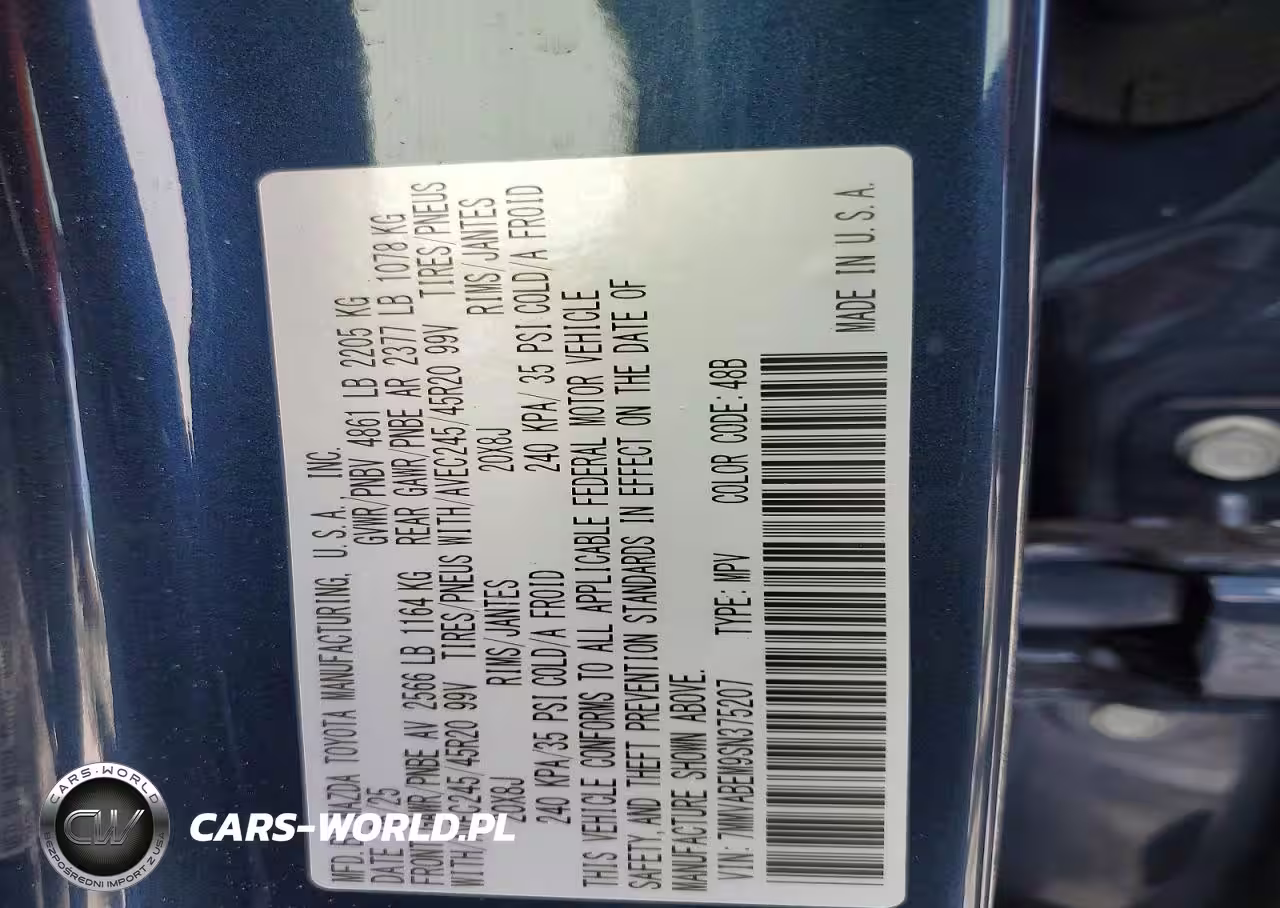 MFD. BY MAZDA TOYOTA MANUFACTURING, U.S.A., INC.
DATE /25 GVWR/PNBV 4861 LB 2205 KG
FRONT GAWR/PNBE AV 2566 LB 1164 KG REAR GAWR/PNBE AR 2377 LB 1078 KG
WITH/AVEC245/45R20 99V TIRES/PNEUS WITH/AVEC245/45R20 99V TIRES/PNEUS
20X8J RIMS/JANTES 20X8J RIMS/JANTES
240 KPA/35 PSI COLD/A FROID 240 KPA/ 35 PSI COLD/A FROID
THIS VEHICLE CONFORMS TO ALL APPLICABLE FEDERAL MOTOR VEHICLE
SAFETY, AND THEFT PREVENTION STANDARDS IN EFFECT ON THE DATE OF
MANUFACTURE SHOWN ABOVE.
VIN: 7MMVABEM9SN375207 TYPE: MPV COLOR CODE: 48B
MADE IN U.S.A.
CARS-WORLD
CW
BEZPOŚREDNI IMPORT Z USA
CARS-WORLD.PL